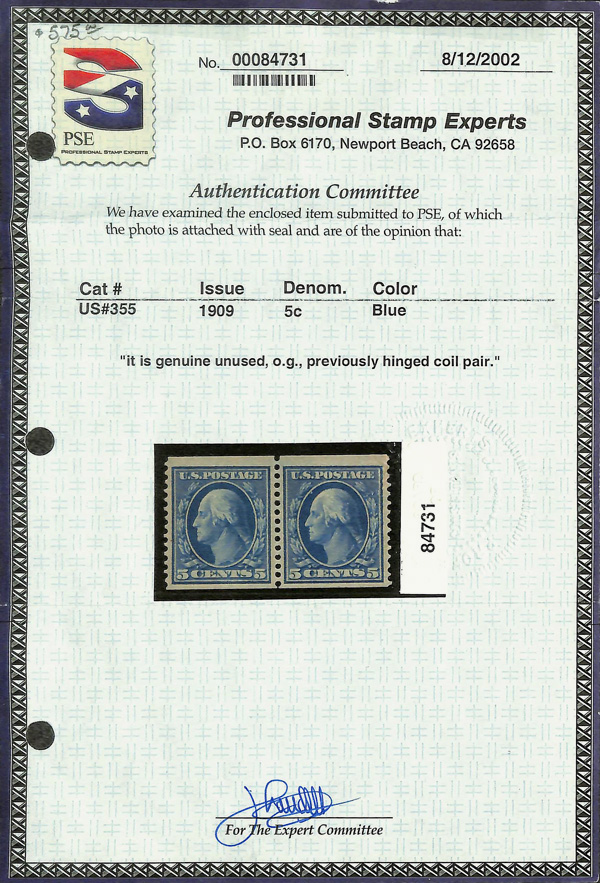 $575.00
No. 00084731 8/12/2002
PSE
PROFESSIONAL STAMP EXPERTS
Professional Stamp Experts
P.O. Box 6170, Newport Beach, CA 92658
Authentication Committee
We have examined the enclosed item submitted to PSE, of which
the photo is attached with seal and are of the opinion that:
Cat # Issue Denom. Color
US#355 1909 5c Blue
"it is genuine unused, o.g., previously hinged coil pair."
U.S. POSTAGE U.S. POSTAGE
5 CENTS 5 5 CENTS 5
84731
For The Expert Committee